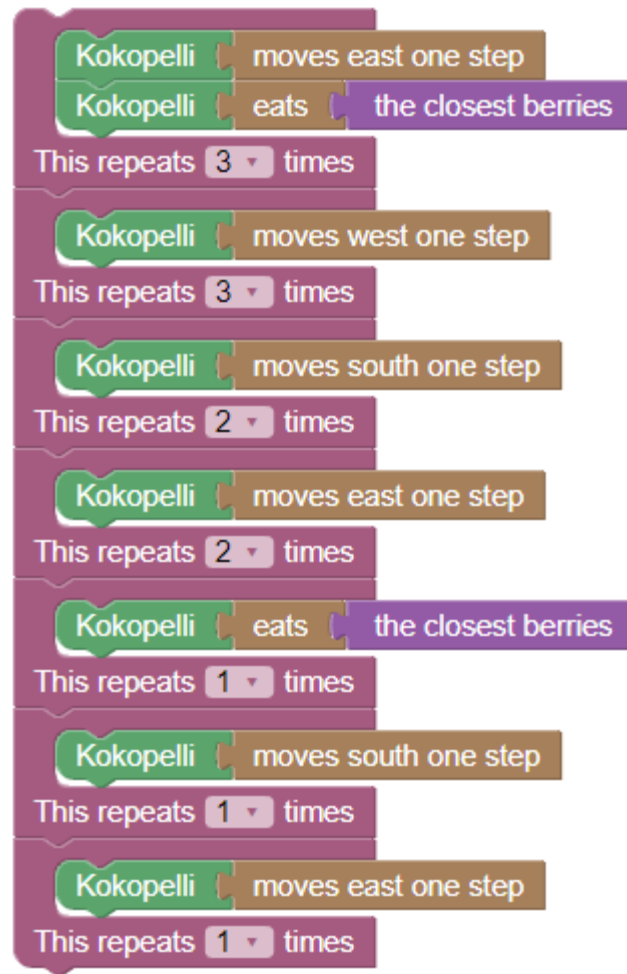 Kokopelli moves east one step
Kokopelli eats the closest berries
This repeats 3 times
Kokopelli moves west one step
This repeats 3 times
Kokopelli moves south one step
This repeats 2 times
Kokopelli moves east one step
This repeats 2 times
Kokopelli eats the closest berries
This repeats 1 times
Kokopelli moves south one step
This repeats 1 times
Kokopelli moves east one step
This repeats 1 times